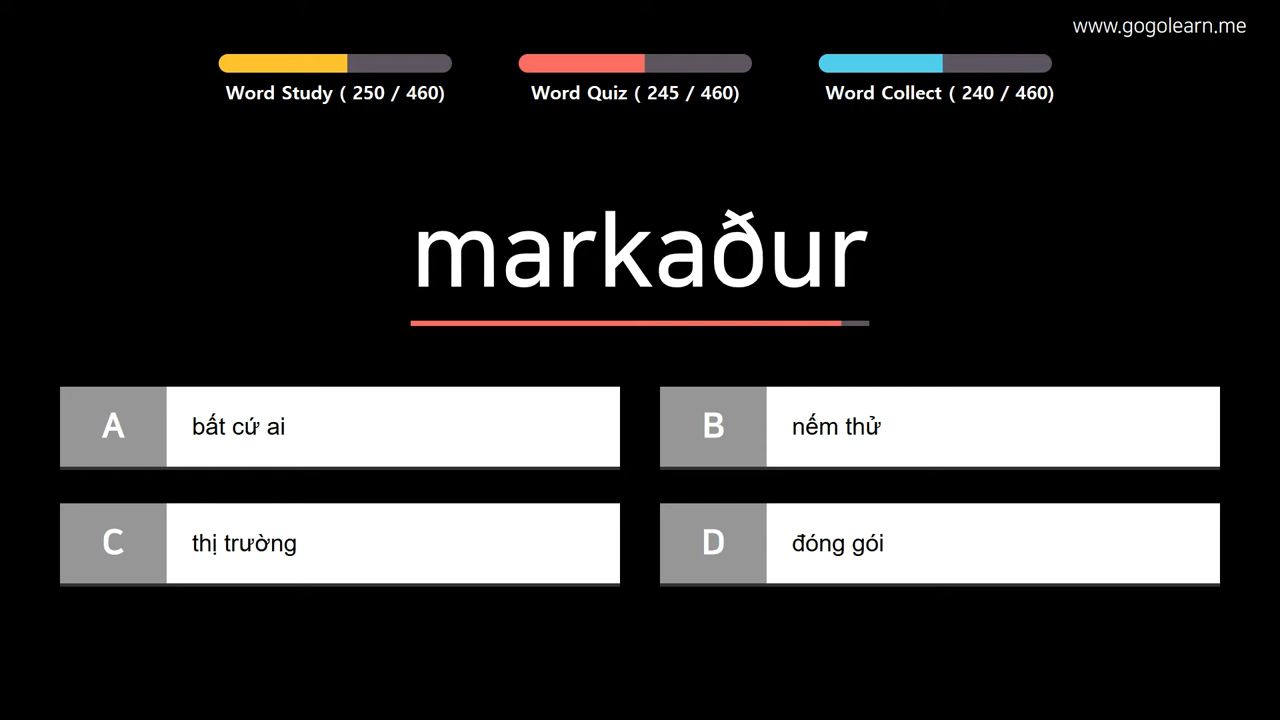 www.gogolearn.me
Word Study ( 250 / 460)
Word Quiz ( 245 / 460)
Word Collect ( 240 / 460)
markaður
A
bất cứ ai
B
nếm thử
C
thị trường
D
đóng gói